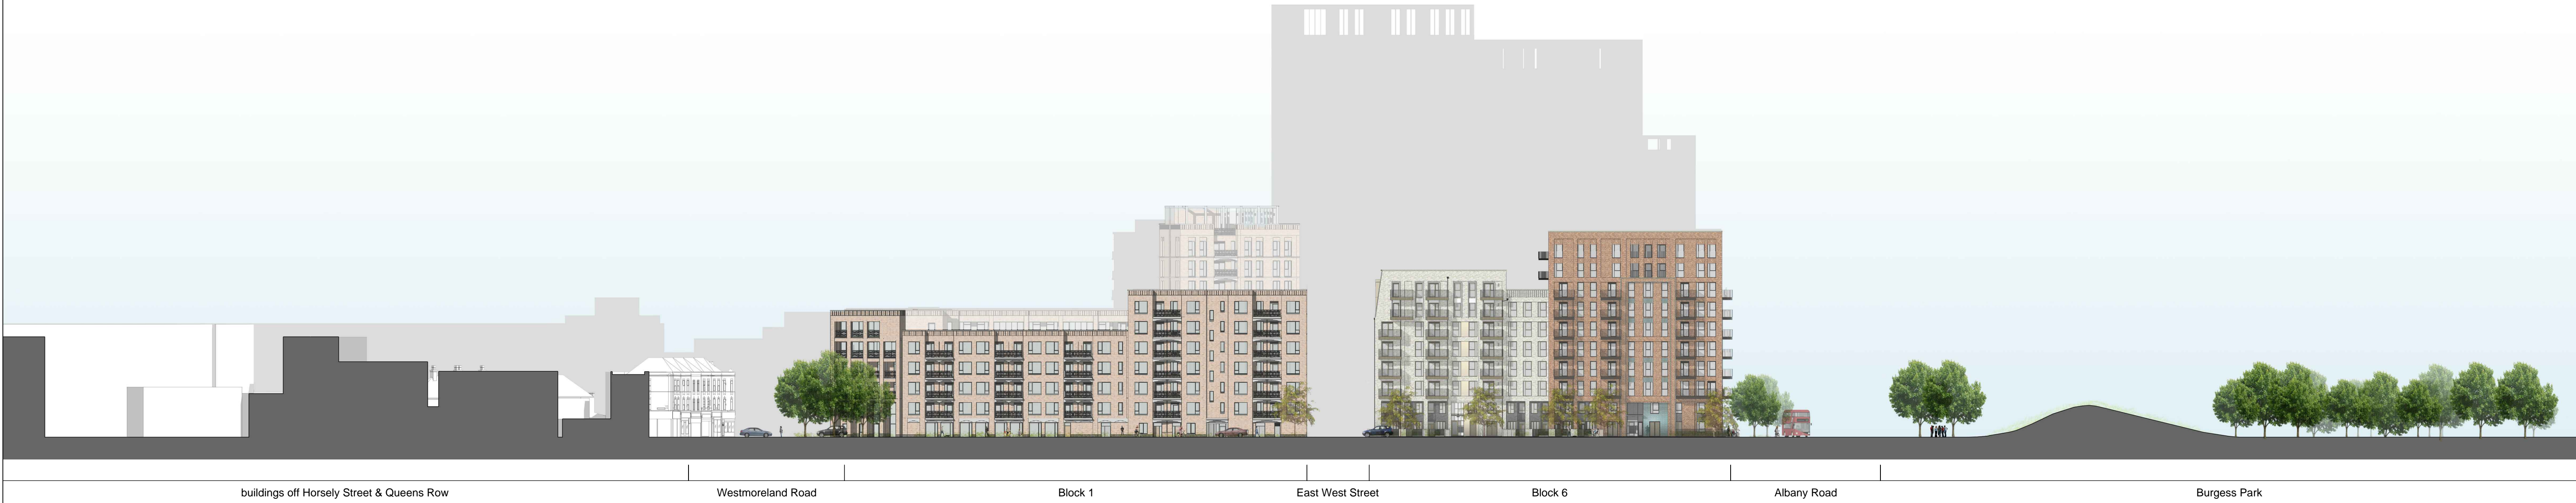 buildings off Horsely Street & Queens Row
Westmoreland Road
Block 1
East West Street
Block 6
Albany Road
Burgess Park